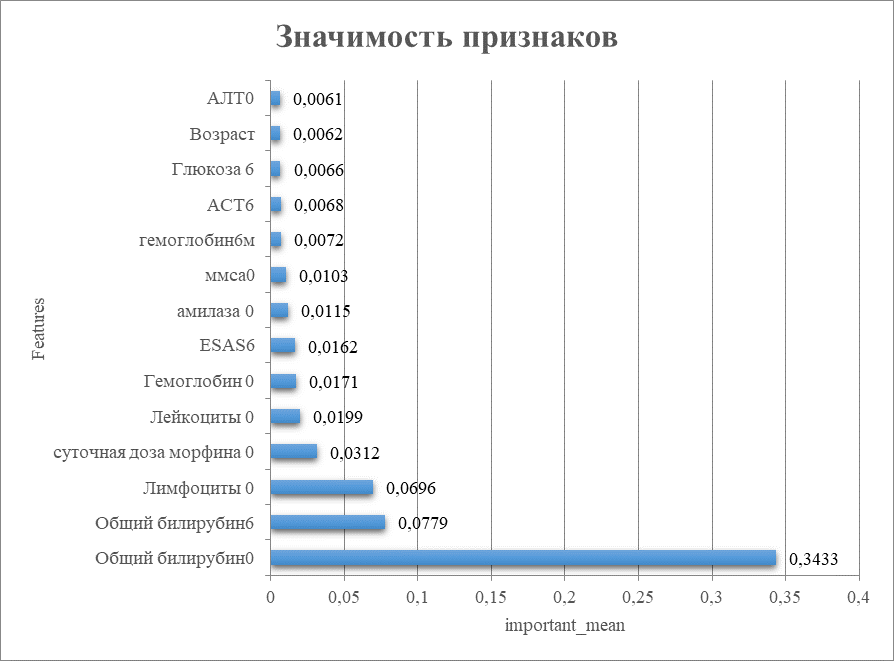 Значимость признаков
АЛТ0 0,0061
Возраст 0,0062
Глюкоза 6 0,0066
АСТ6 0,0068
гемоглобин6м 0,0072
ммса0 0,0103
амилаза 0 0,0115
ESAS6 0,0162
Гемоглобин 0 0,0171
Лейкоциты 0 0,0199
суточная доза морфина 0 0,0312
Лимфоциты 0 0,0696
Общий билирубин6 0,0779
Общий билирубин0 0,3433
Features
0 0,05 0,1 0,15 0,2 0,25 0,3 0,35 0,4
important_mean